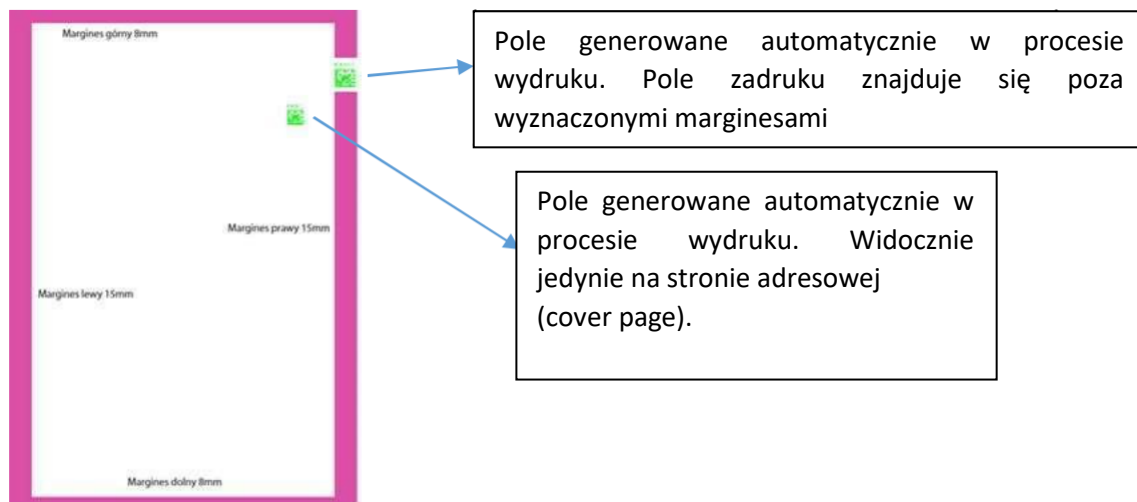 Margines górny 8mm
Pole generowane automatycznie w procesie
wydruku. Pole zadruku znajduje się poza
wyznaczonymi marginesami
Pole generowane automatycznie w
procesie wydruku. Widocznie
jedynie na stronie adresowej
(cover page).
Margines prawy 15mm
Margines lewy 15mm
Margines dolny 8mm